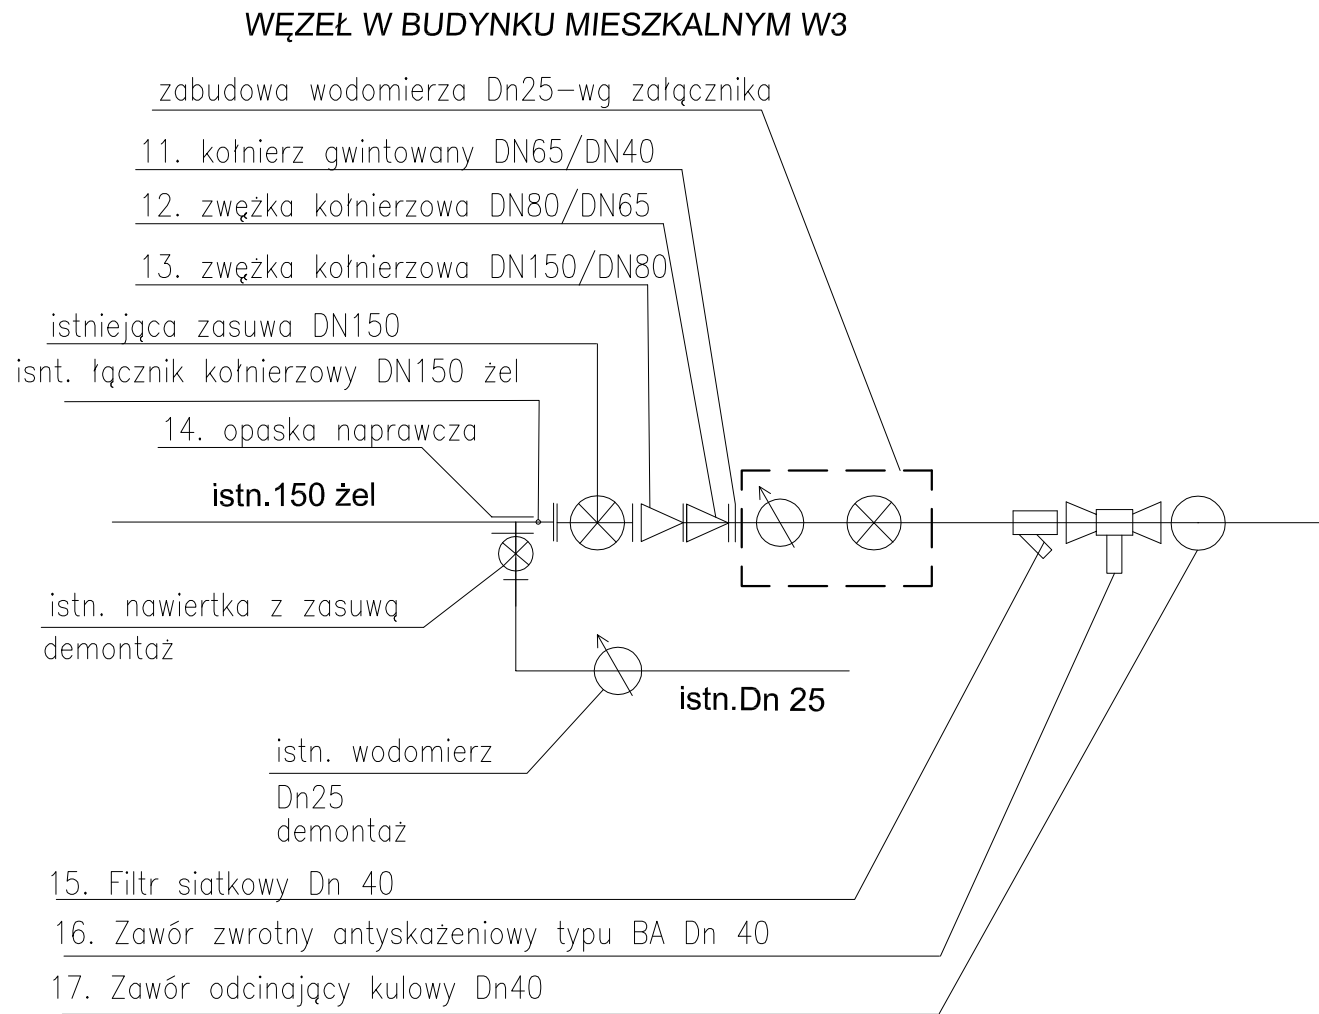 WĘZEŁ W BUDYNKU MIESZKALNYM W3
zabudowa wodomierza Dn25-wg załącznika
11. kołnierz gwintowany DN65/DN40
12. zwężka kołnierzowa DN80/DN65
13. zwężka kołnierzowa DN150/DN80
istniejąca zasuwa DN150
isnt. łącznik kołnierzowy DN150 żel
14. opaska naprawcza
istn.150 żel
istn. nawiertka z zasuwą
demontaż
istn.Dn 25
istn. wodomierz
Dn25
demontaż
15. Filtr siatkowy Dn 40
16. Zawór zwrotny antyskażeniowy typu BA Dn 40
17. Zawór odcinający kulowy Dn40